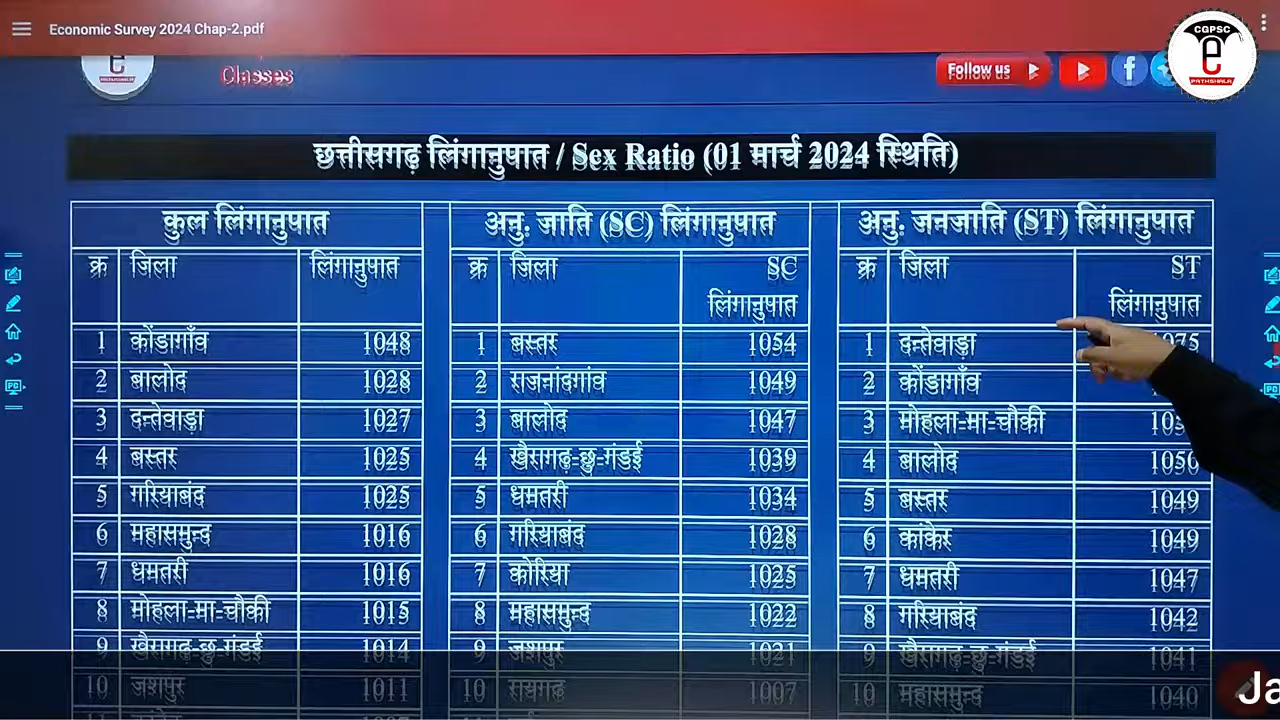 Economic Survey 2024 Chap-2.pdf
CGPSC
e
PATHSHALA
Classes
Follow us
छत्तीसगढ़ लिंगानुपात / Sex Ratio (01 मार्च 2024 स्थिति)
कुल लिंगानुपात
क्र जिला लिंगानुपात
1 कोंडागाँव 1048
2 बालोद 1028
3 दन्तेवाड़ा 1027
4 बस्तर 1025
5 गरियाबंद 1025
6 महासमुन्द 1016
7 धमतरी 1016
8 मोहला-मा-चौकी 1015
9 खैरागढ़-छु-गंडई 1014
10 जशपुर 1011
अनु. जाति (SC) लिंगानुपात
क्र जिला SC
लिंगानुपात
1 बस्तर 1054
2 राजनांदगांव 1049
3 बालोद 1047
4 खैरागढ़-छु-गंडई 1039
5 धमतरी 1034
6 गरियाबंद 1028
7 कोरिया 1025
8 महासमुन्द 1022
9 जशपुर 1021
10 रायगढ़ 1007
अनु. जनजाति (ST) लिंगानुपात
क्र जिला ST
लिंगानुपात
1 दन्तेवाड़ा
2 कोंडागाँव
3 मोहला-मा-चौकी
4 बालोद 1050
5 बस्तर 1049
6 कांकेर 1049
7 धमतरी 1047
8 गरियाबंद 1042
9 खैरागढ़-छु-गंडई 1041
10 महासमुन्द 1040
Ja